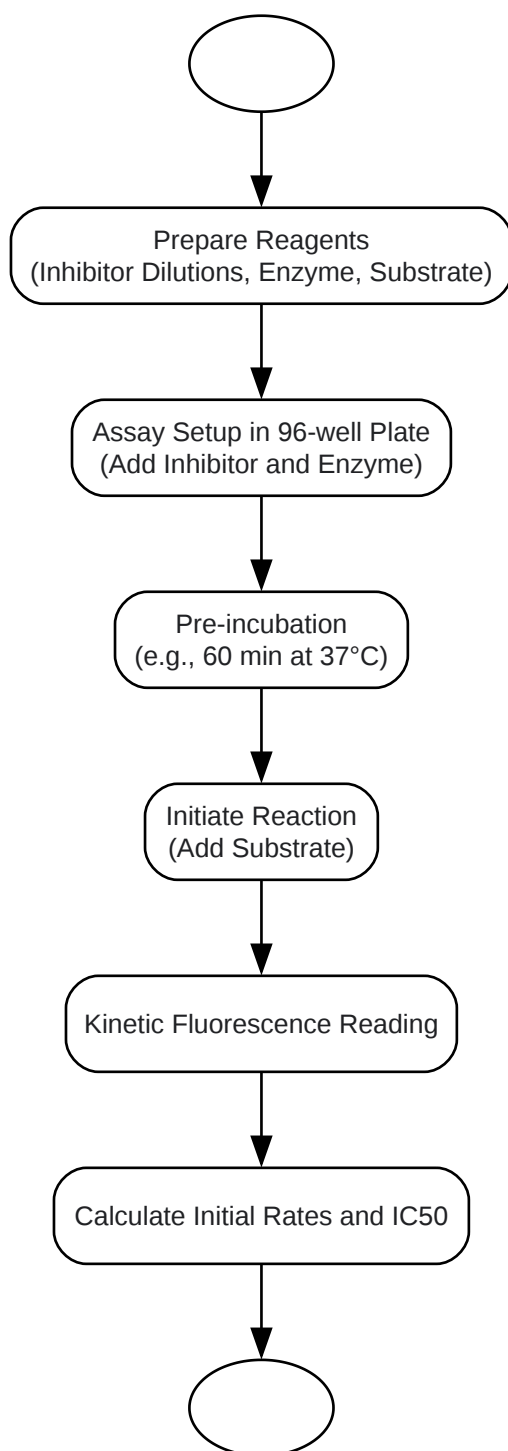 Prepare Reagents
(Inhibitor Dilutions, Enzyme, Substrate)
Assay Setup in 96-well Plate
(Add Inhibitor and Enzyme)
Pre-incubation
(e.g., 60 min at 37°C)
Initiate Reaction
(Add Substrate)
Kinetic Fluorescence Reading
Calculate Initial Rates and IC50